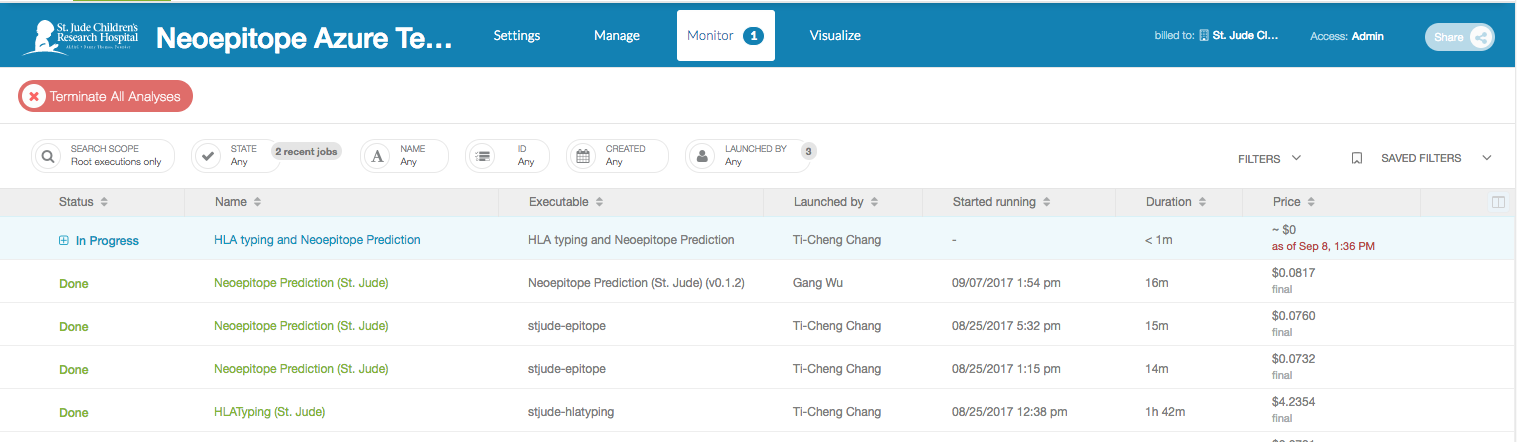 St. Jude Children's
Research Hospital
Neoepitope Azure Te...
Settings
Manage
Monitor 1
Visualize
billed to: St. Jude Cl...
Access: Admin
Share
Terminate All Analyses
SEARCH SCOPE
Root executions only
STATE
Any
2 recent jobs
NAME
Any
ID
Any
CREATED
Any
LAUNCHED BY
Any
3
FILTERS
SAVED FILTERS
Status Name Executable Launched by Started running Duration Price
In Progress HLA typing and Neoepitope Prediction HLA typing and Neoepitope Prediction Ti-Cheng Chang - < 1m ~ $0
as of Sep 8, 1:36 PM
Done Neoepitope Prediction (St. Jude) Neoepitope Prediction (St. Jude) (v0.1.2) Gang Wu 09/07/2017 1:54 pm 16m $0.0817
final
Done Neoepitope Prediction (St. Jude) stjude-epitope Ti-Cheng Chang 08/25/2017 5:32 pm 15m $0.0760
final
Done Neoepitope Prediction (St. Jude) stjude-epitope Ti-Cheng Chang 08/25/2017 1:15 pm 14m $0.0732
final
Done HLATyping (St. Jude) stjude-hlatyping Ti-Cheng Chang 08/25/2017 12:38 pm 1h 42m $4.2354
final